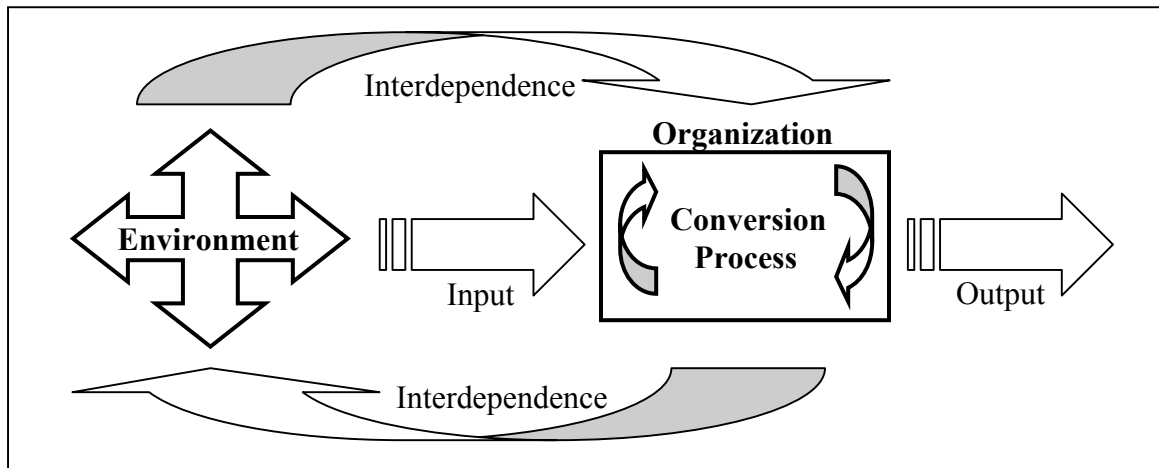 Interdependence
Organization
Environment
Conversion
Process
Input
Output
Interdependence